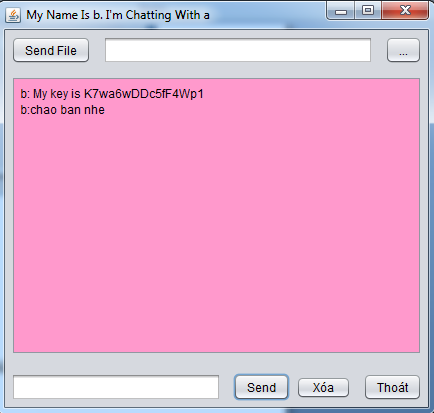 My Name Is b. I'm Chatting With a
Send File
...
b: My key is K7wa6wDDc5fF4Wp1
b:chao ban nhe
Send Xóa Thoát